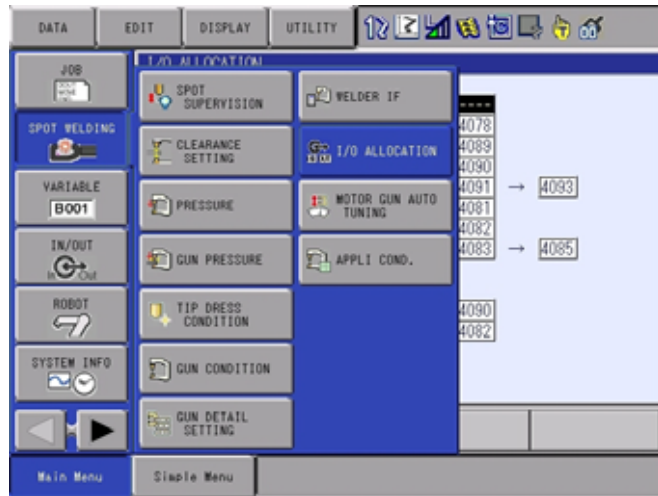 DATA
EDIT
DISPLAY
UTILITY
JOB
SPOT WELDING
VARIABLE
B001
IN/OUT
In Out
ROBOT
SYSTEM INFO
I/O ALLOCATION
SPOT
SUPERVISION
CLEARANCE
SETTING
PRESSURE
GUN PRESSURE
TIP DRESS
CONDITION
GUN CONDITION
GUN DETAIL
SETTING
WELDER IF
I/O ALLOCATION
MOTOR GUN AUTO
TUNING
APPLI COND.
----
4078
4089
4090
4091 → 4093
4081
4082
4083 → 4085
4090
4082
Main Menu
Simple Menu